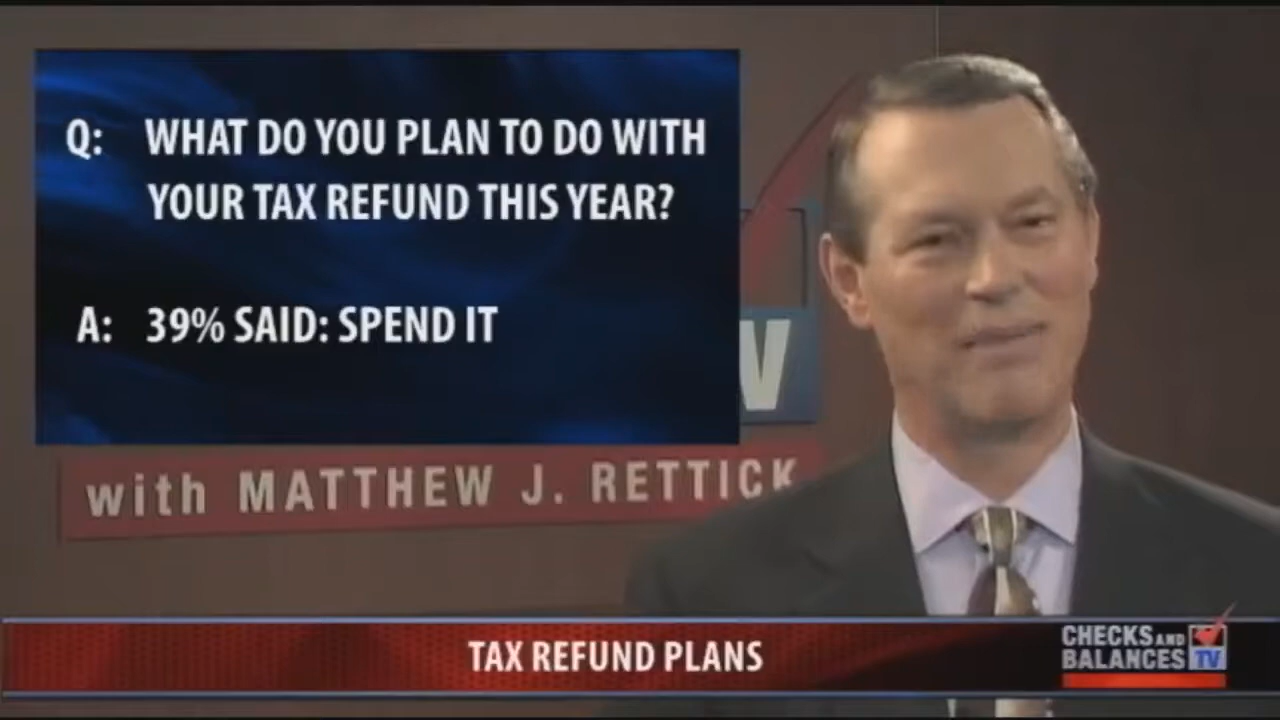 Q: WHAT DO YOU PLAN TO DO WITH
YOUR TAX REFUND THIS YEAR?
A: 39% SAID: SPEND IT
V
with MATTHEW J. RETTICK
TAX REFUND PLANS
CHECKS AND
BALANCES TV